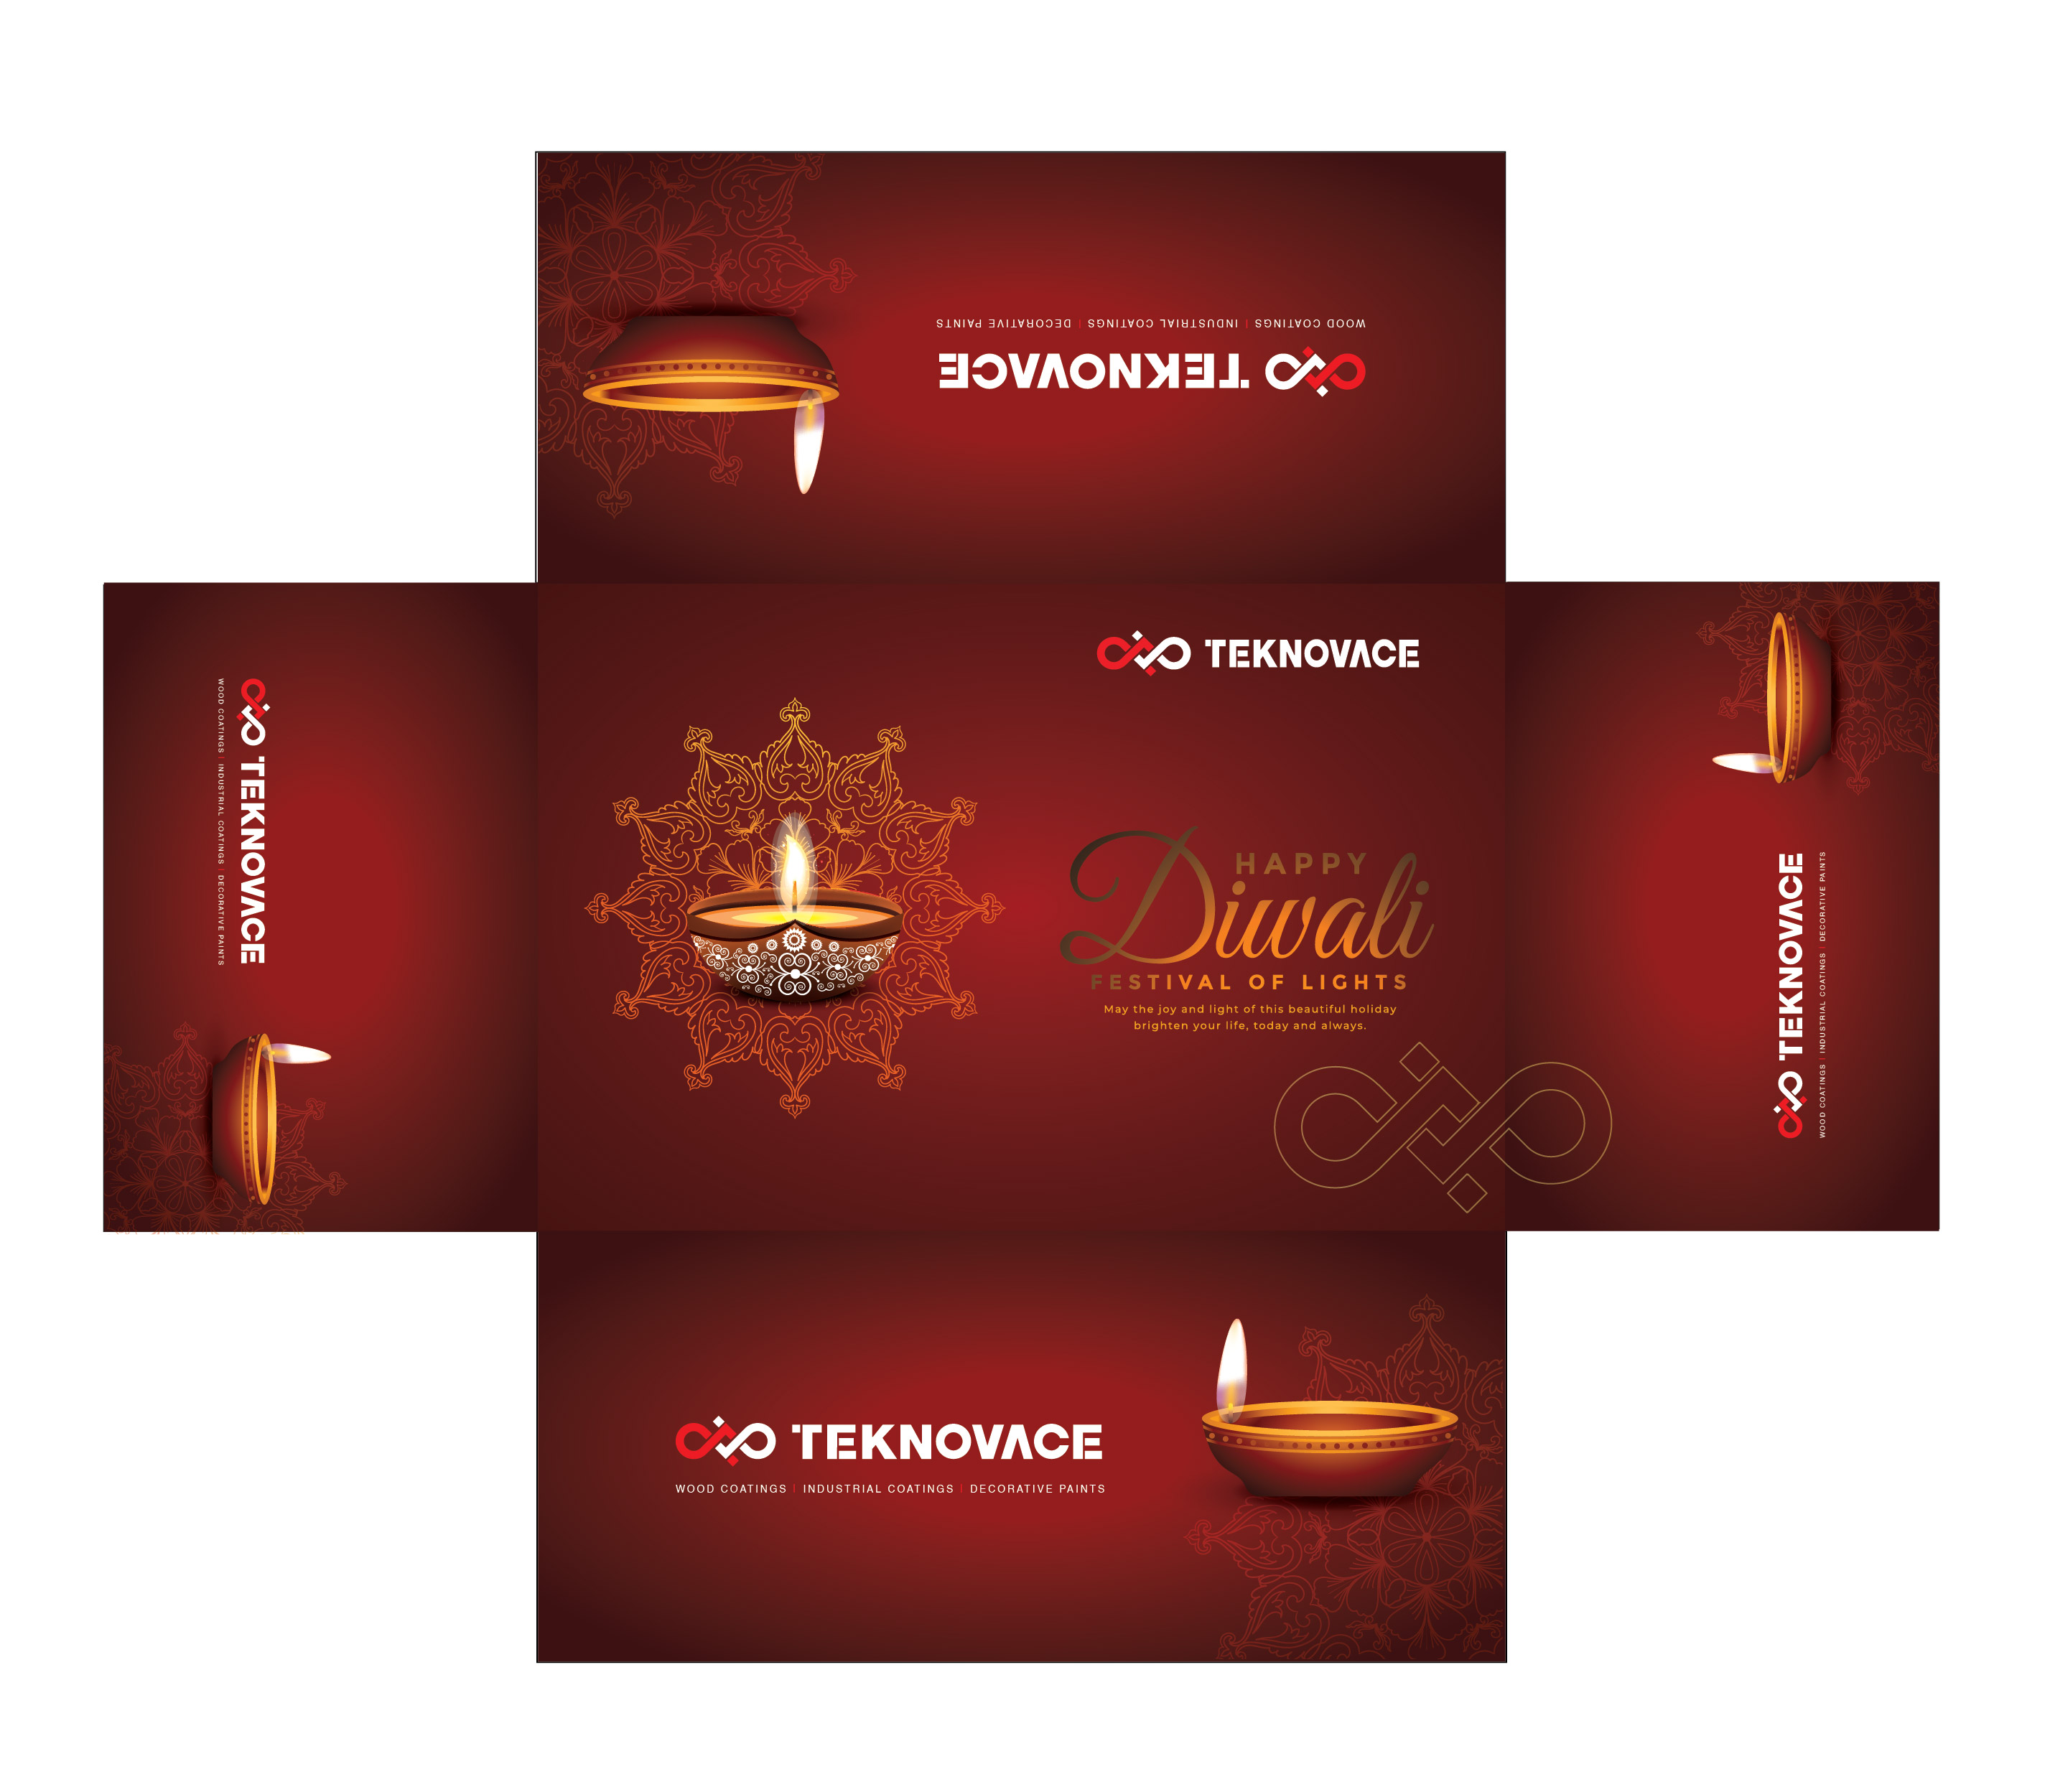 WOOD COATINGS | INDUSTRIAL COATINGS | DECORATIVE PAINTS
TEKNOVACE
TEKNOVACE
WOOD COATINGS | INDUSTRIAL COATINGS | DECORATIVE PAINTS
TEKNOVACE
HAPPY
Diwali
FESTIVAL OF LIGHTS
May the joy and light of this beautiful holiday
brighten your life, today and always.
TEKNOVACE
WOOD COATINGS | INDUSTRIAL COATINGS | DECORATIVE PAINTS
TEKNOVACE
WOOD COATINGS | INDUSTRIAL COATINGS | DECORATIVE PAINTS